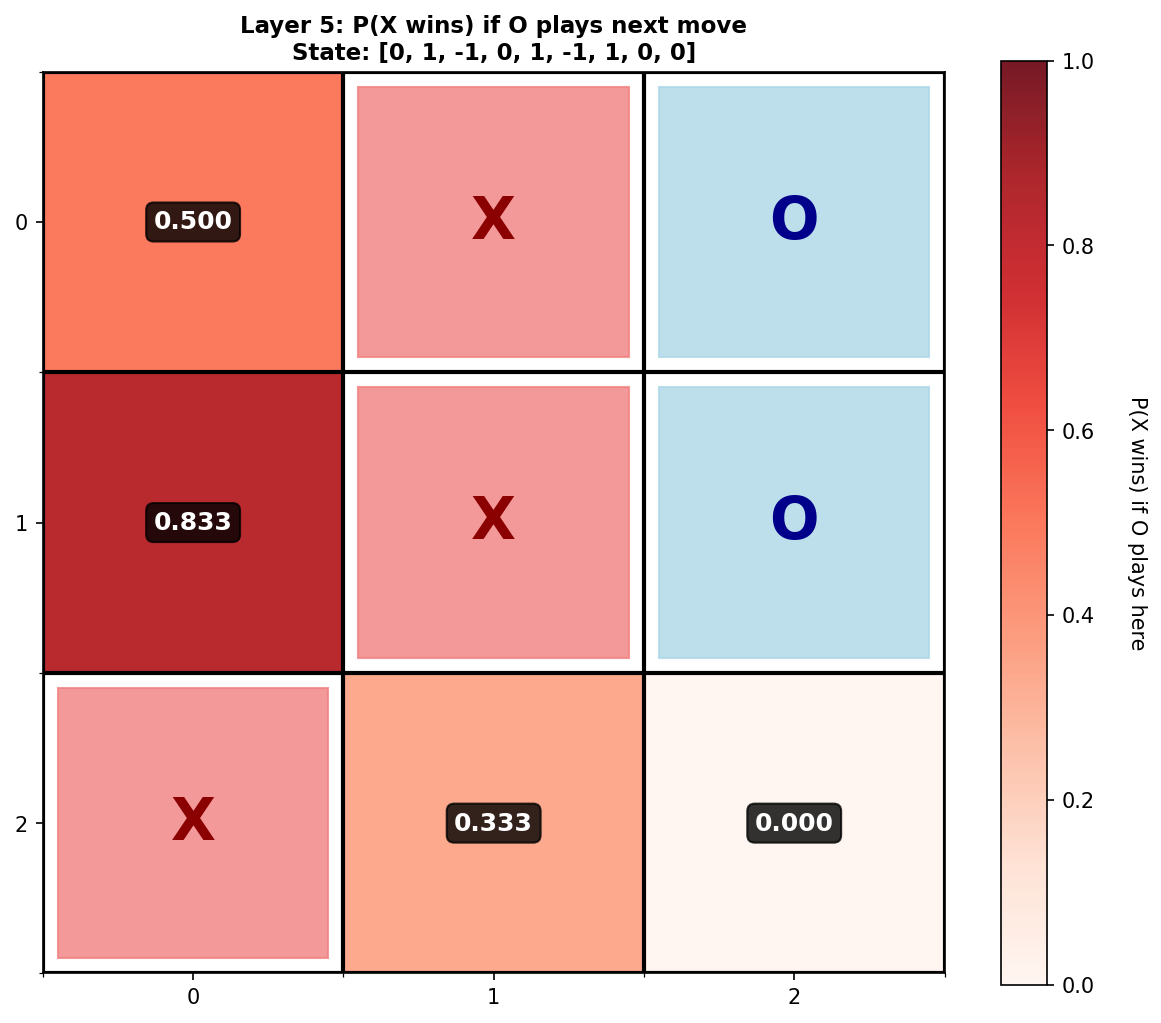 Layer 5: P(X wins) if O plays next move
State: [0, 1, -1, 0, 1, -1, 1, 0, 0]
0
0.500
X
O
1
0.833
X
O
2
X
0.333
0.000
0
1
2
1.0
0.8
0.6
0.4
0.2
0.0
P(X wins) if O plays here